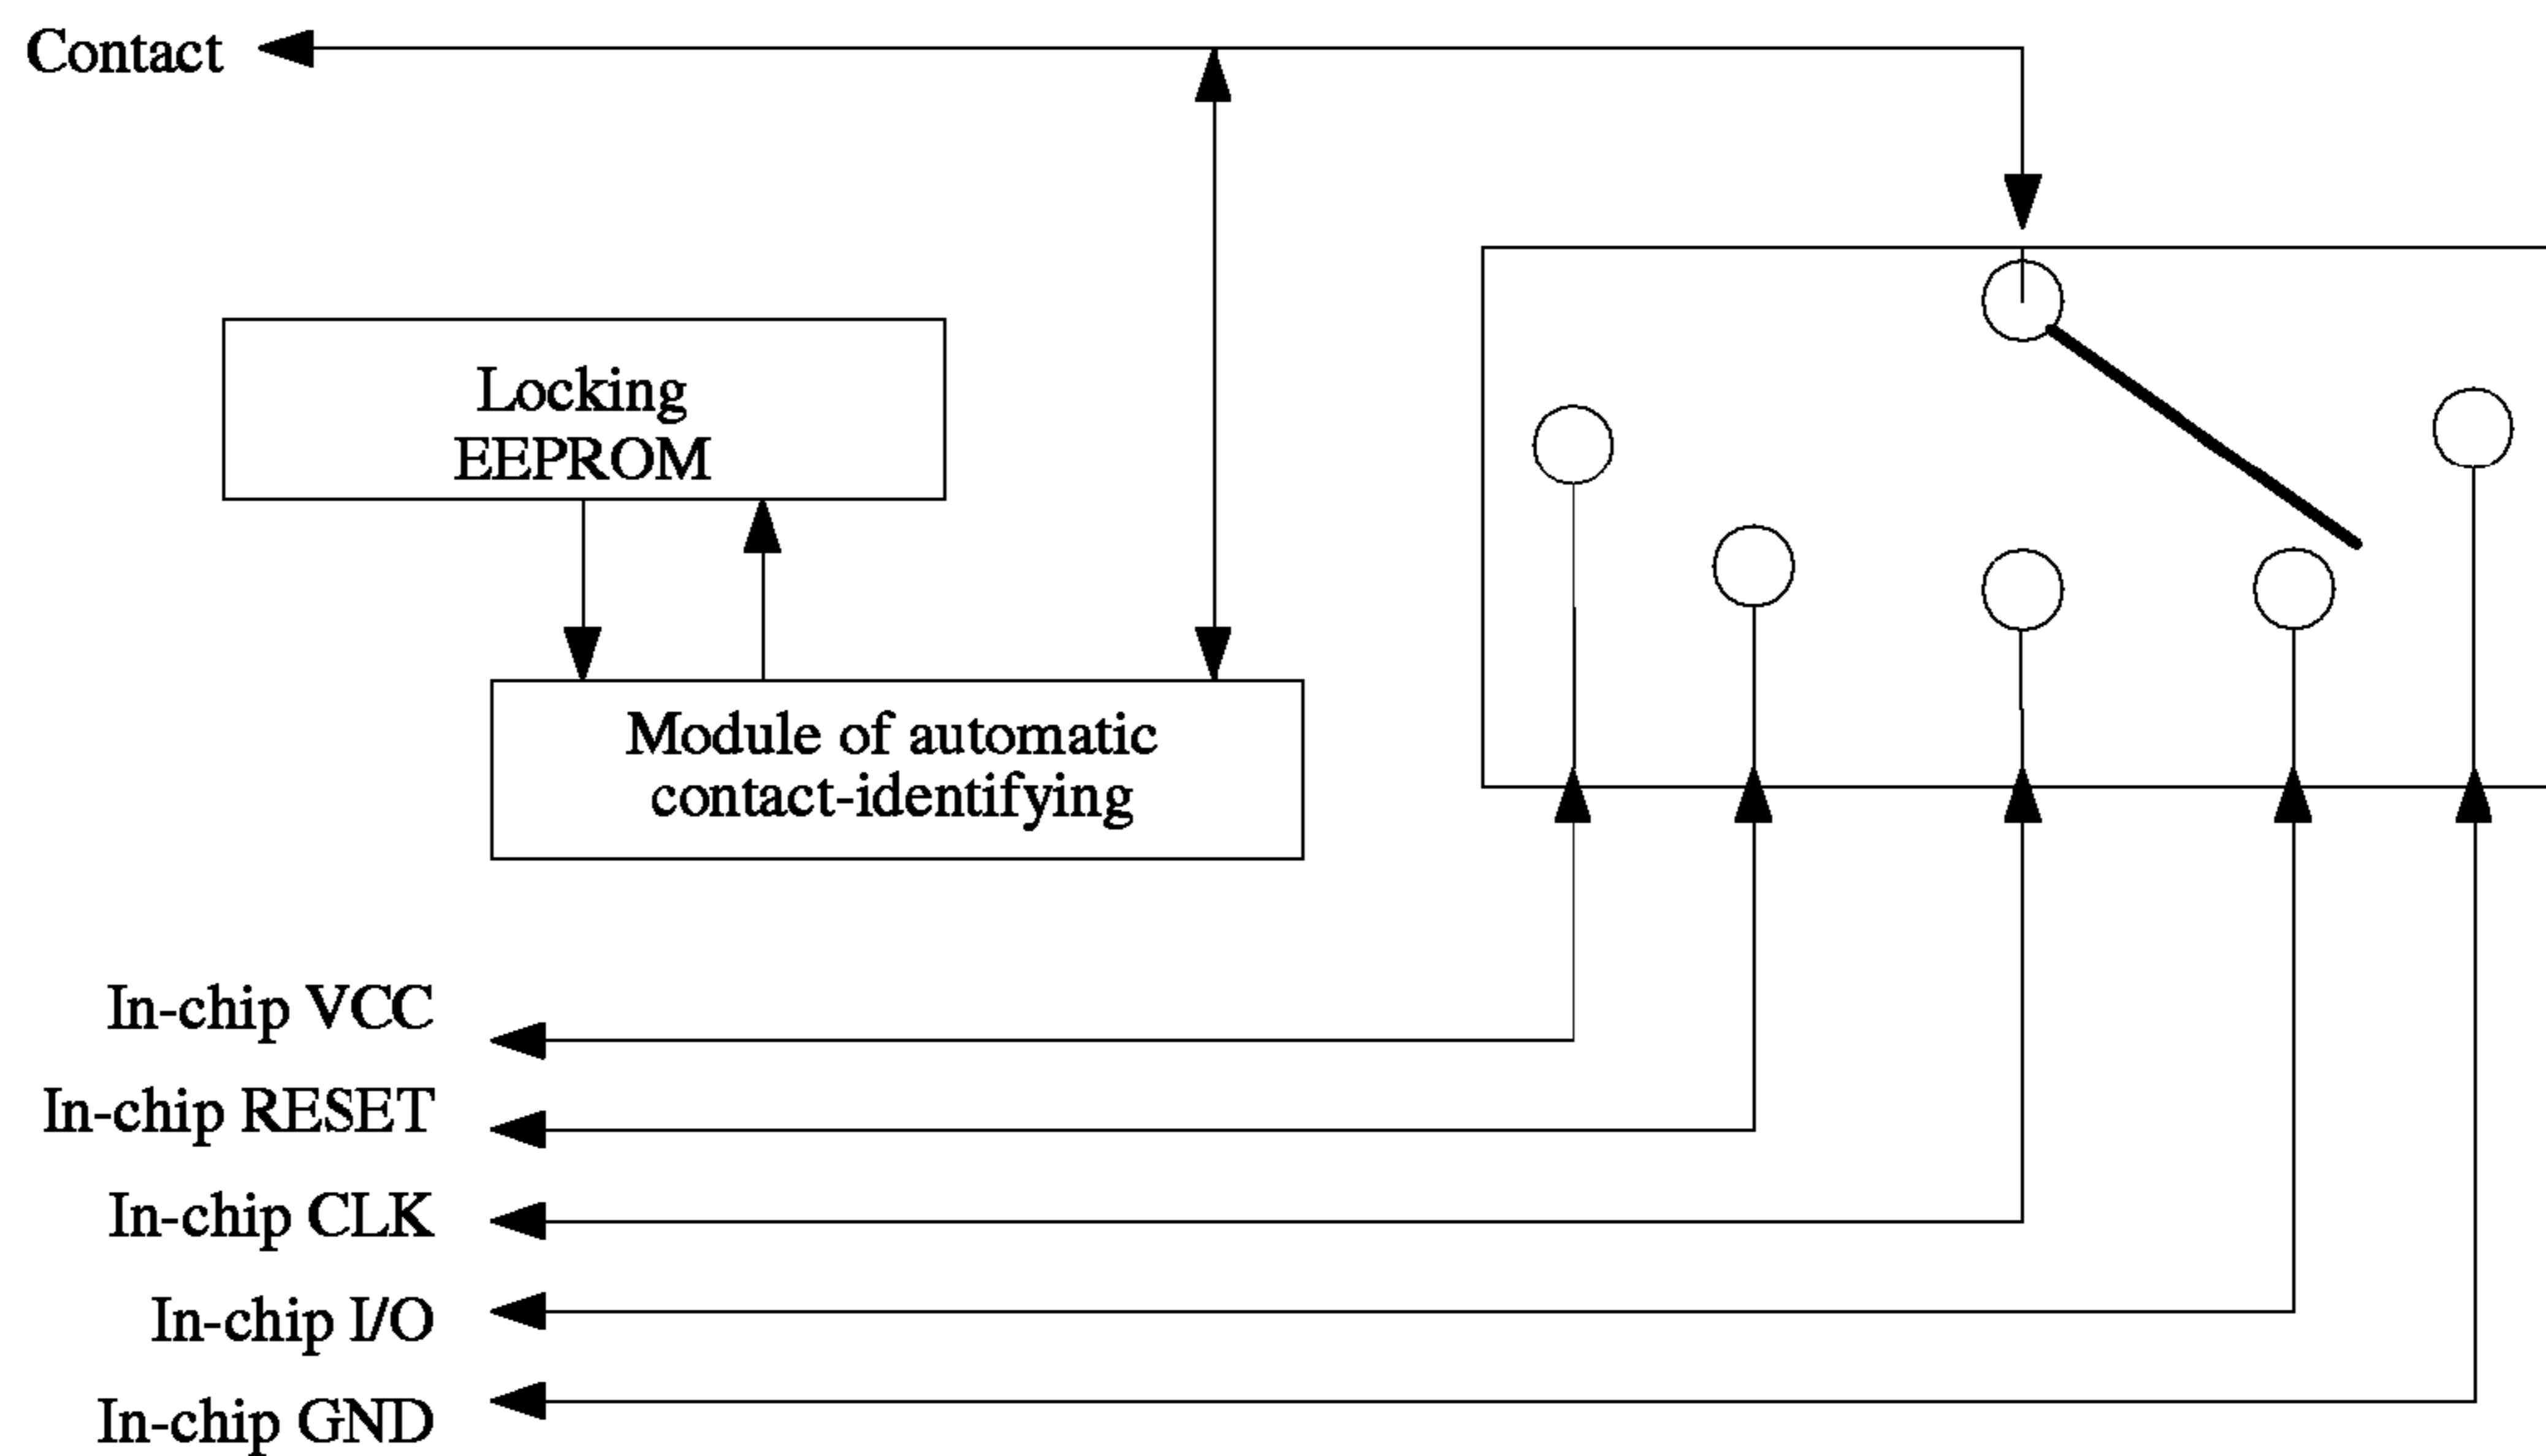 Contact
Locking
EEPROM
Module of automatic
contact-identifying
In-chip VCC
In-chip RESET
In-chip CLK
In-chip I/O
In-chip GND